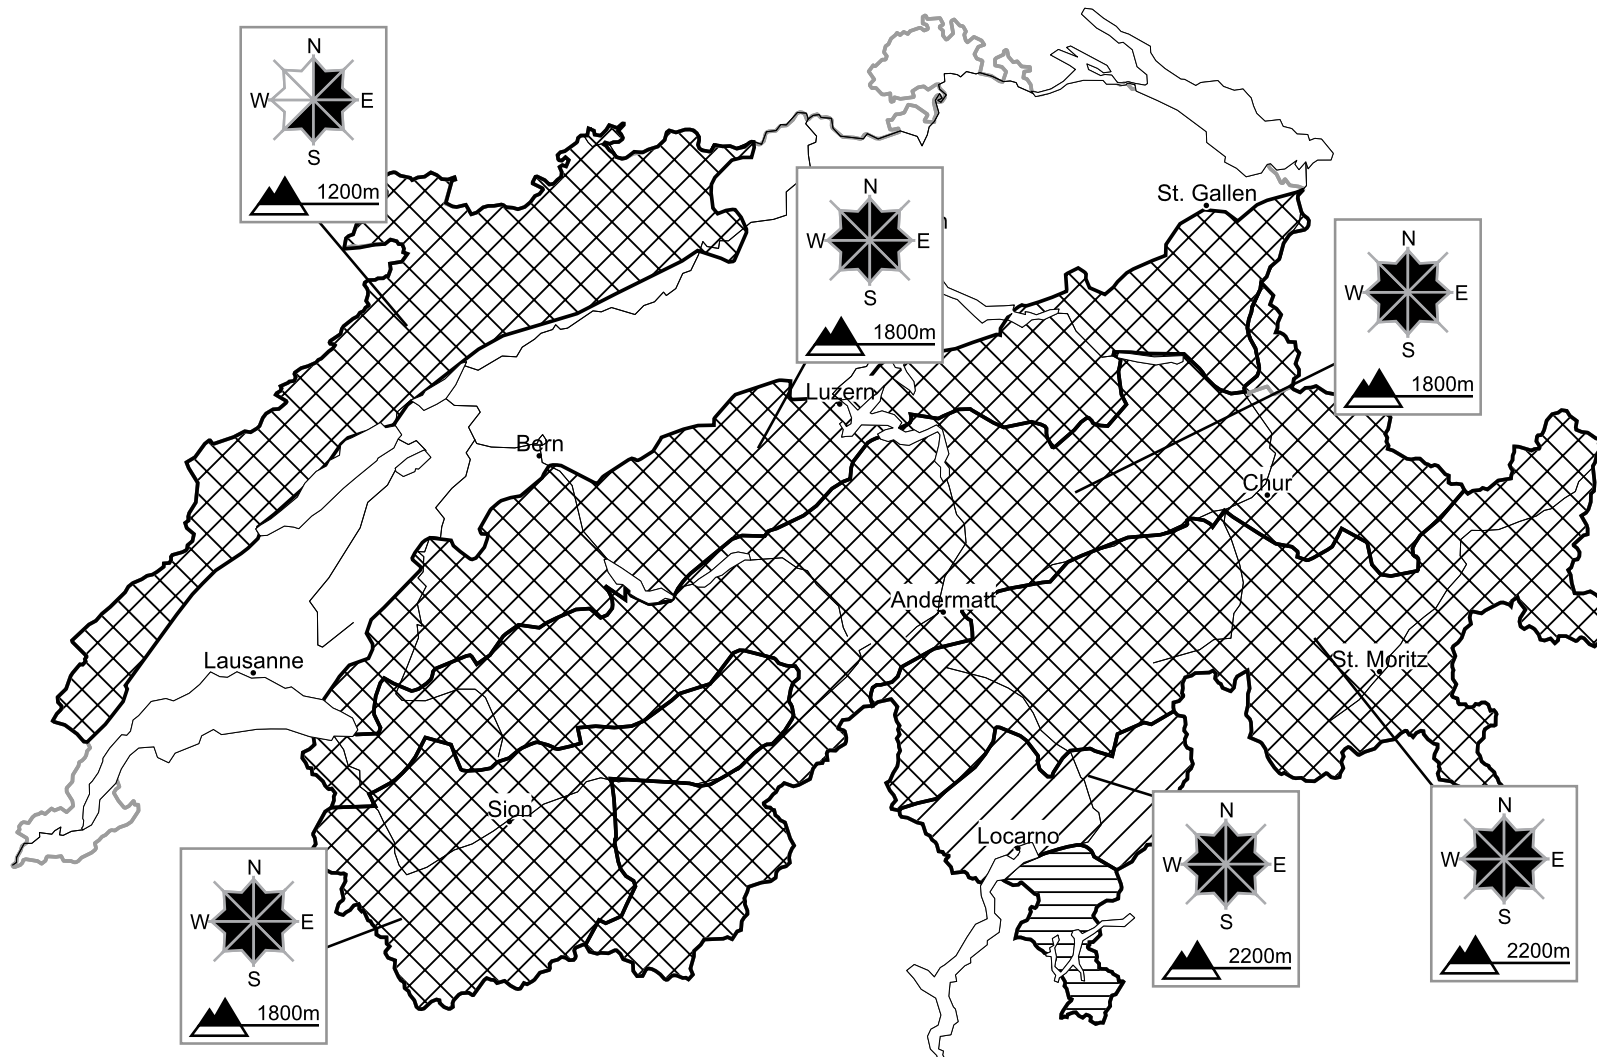 N
W E
S
1200m
N
W E
S
1800m
St. Gallen
N
W E
S
1800m
Luzern
Bern
Chur
Andermatt
Lausanne
St. Moritz
Sion
Locarno
N
W E
S
1800m
N
W E
S
2200m
N
W E
S
2200m